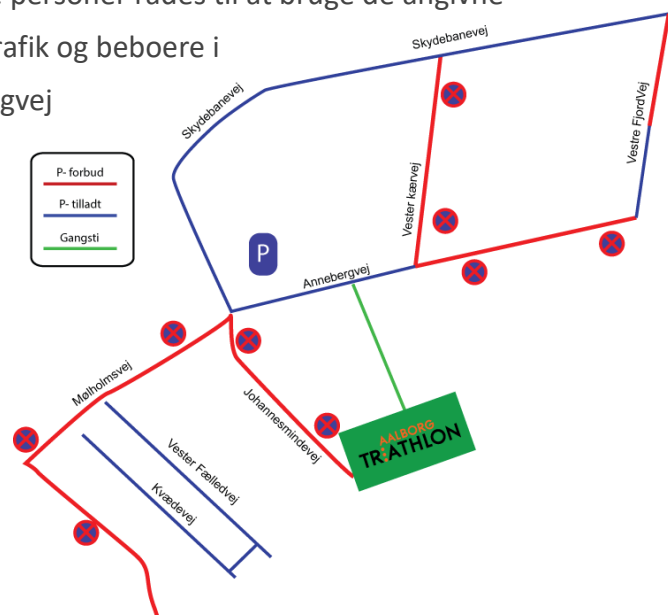 personer rådes til at bruge de angivne
rafik og beboere i
gvej
Skydebanevej
Skydebanevej
Vestre FjordVej
P- forbud
P- tilladt
Gangsti
Vester kærvej
P
Annebergvej
Mølholmsvej
Johannesmindevej
AALBORG
TRIATHLON
Vester Fælledvej
Kvædevej